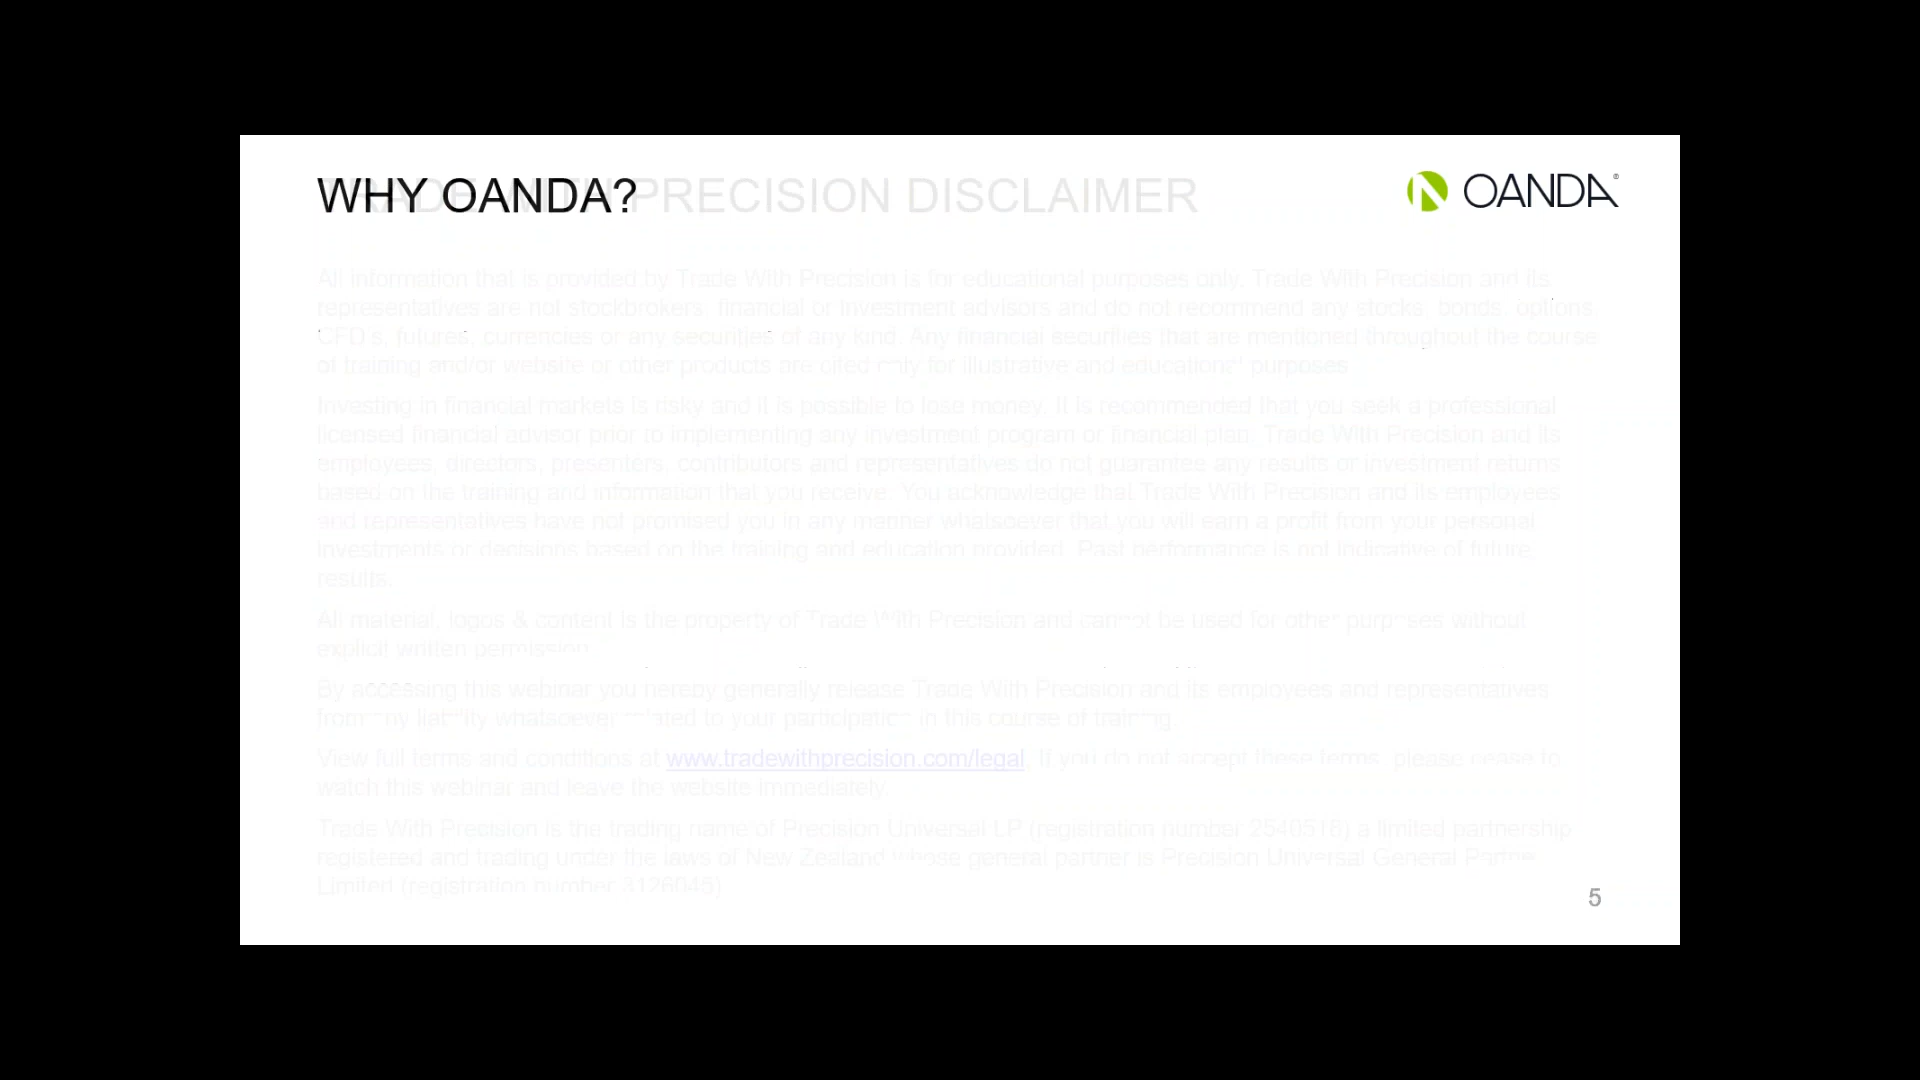 WHY OANDA?
TRADE WITH PRECISION DISCLAIMER
OANDA®
All information that is provided by Trade With Precision is for educational purposes only. Trade With Precision and its
representatives are not stockbrokers, financial or investment advisors and do not recommend any stocks, bonds, options,
CFD's, futures, currencies or any securities of any kind. Any financial securities that are mentioned throughout the course
of training and/or website or other products are cited only for illustrative and educational purposes.
Investing in financial markets is risky and it is possible to lose money. It is recommended that you seek a professional
licensed financial advisor prior to implementing any investment program or financial plan. Trade With Precision and its
employees, directors, presenters, contributors and representatives do not guarantee any results or investment returns
based on the training and information that you receive. You acknowledge that Trade With Precision and its employees
and representatives have not promised you in any manner whatsoever that you will earn a profit from your personal
investments or decisions based on the training and education provided. Past performance is not indicative of future
results.
All material, logos & content is the property of Trade With Precision and cannot be used for other purposes without
explicit written permission.
By accessing this webinar you hereby generally release Trade With Precision and its employees and representatives
from any liability whatsoever related to your participation in this course of training.
View full terms and conditions at www.tradewithprecision.com/legal. If you do not accept these terms, please cease to
watch this webinar and leave the website immediately.
Trade With Precision is the trading name of Precision Universal LP (registration number 2540516) a limited partnership
registered and trading under the laws of New Zealand whose general partner is Precision Universal General Partner
Limited (registration number 3126045)
5